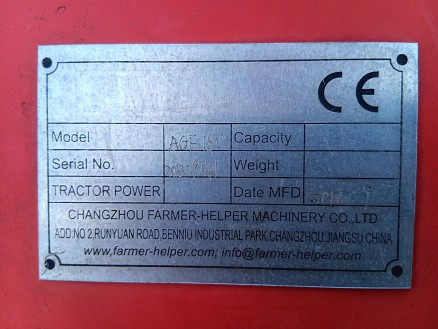 CE
Model Capacity
Serial No. Weight
TRACTOR POWER Date MFD
CHANGZHOU FARMER-HELPER MACHINERY CO.,LTD
ADD:NO 2,RUNYUAN ROAD,BENNIU INDUSTRIAL PARK,CHANGZHOU,JIANGSU CHINA
www.farmer-helper.com; info@farmer-helper.com